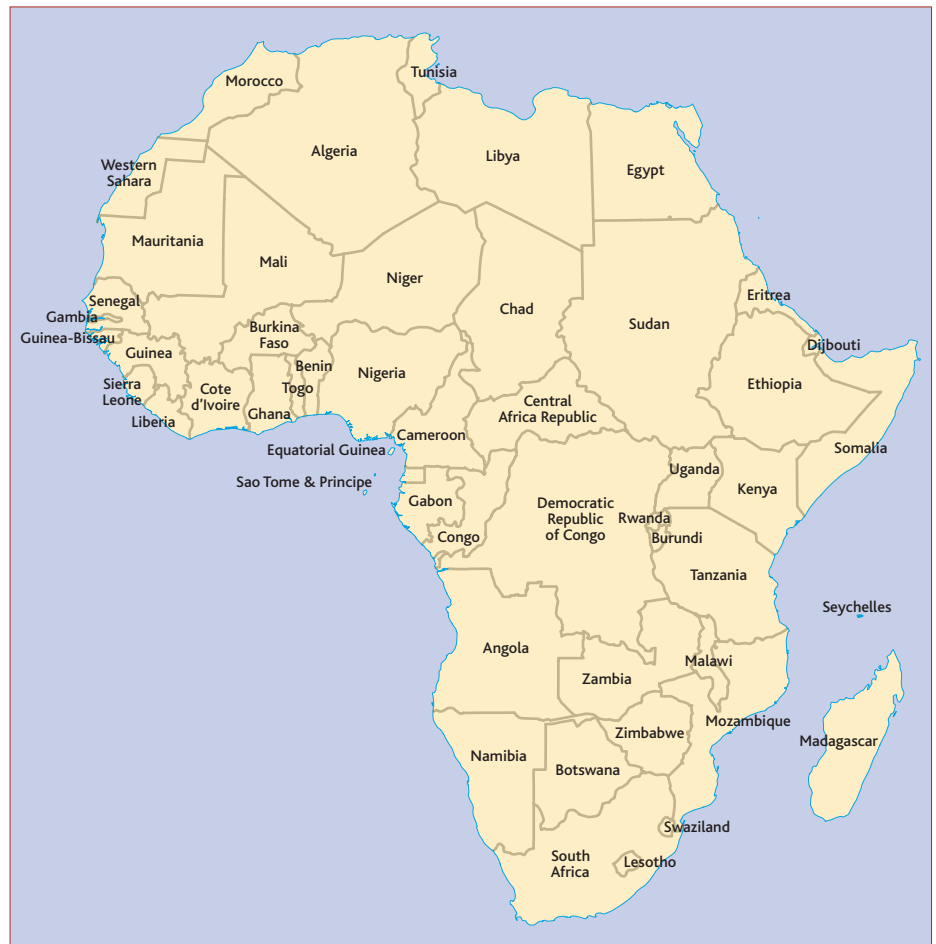 Tunisia
Morocco
Algeria
Libya
Egypt
Western
Sahara
Mauritania
Mali
Niger
Chad
Sudan
Eritrea
Senegal
Gambia
Guinea-Bissau
Guinea
Burkina
Faso
Djibouti
Benin
Nigeria
Togo
Ethiopia
Sierra
Leone
Cote
d'Ivoire
Ghana
Liberia
Central
Africa Republic
Cameroon
Equatorial Guinea
Somalia
Uganda
Sao Tome & Principe
Kenya
Gabon
Democratic
Republic
of Congo
Rwanda
Congo
Burundi
Tanzania
Seychelles
Angola
Malawi
Zambia
Mozambique
Zimbabwe
Madagascar
Namibia
Botswana
Swaziland
South
Africa
Lesotho